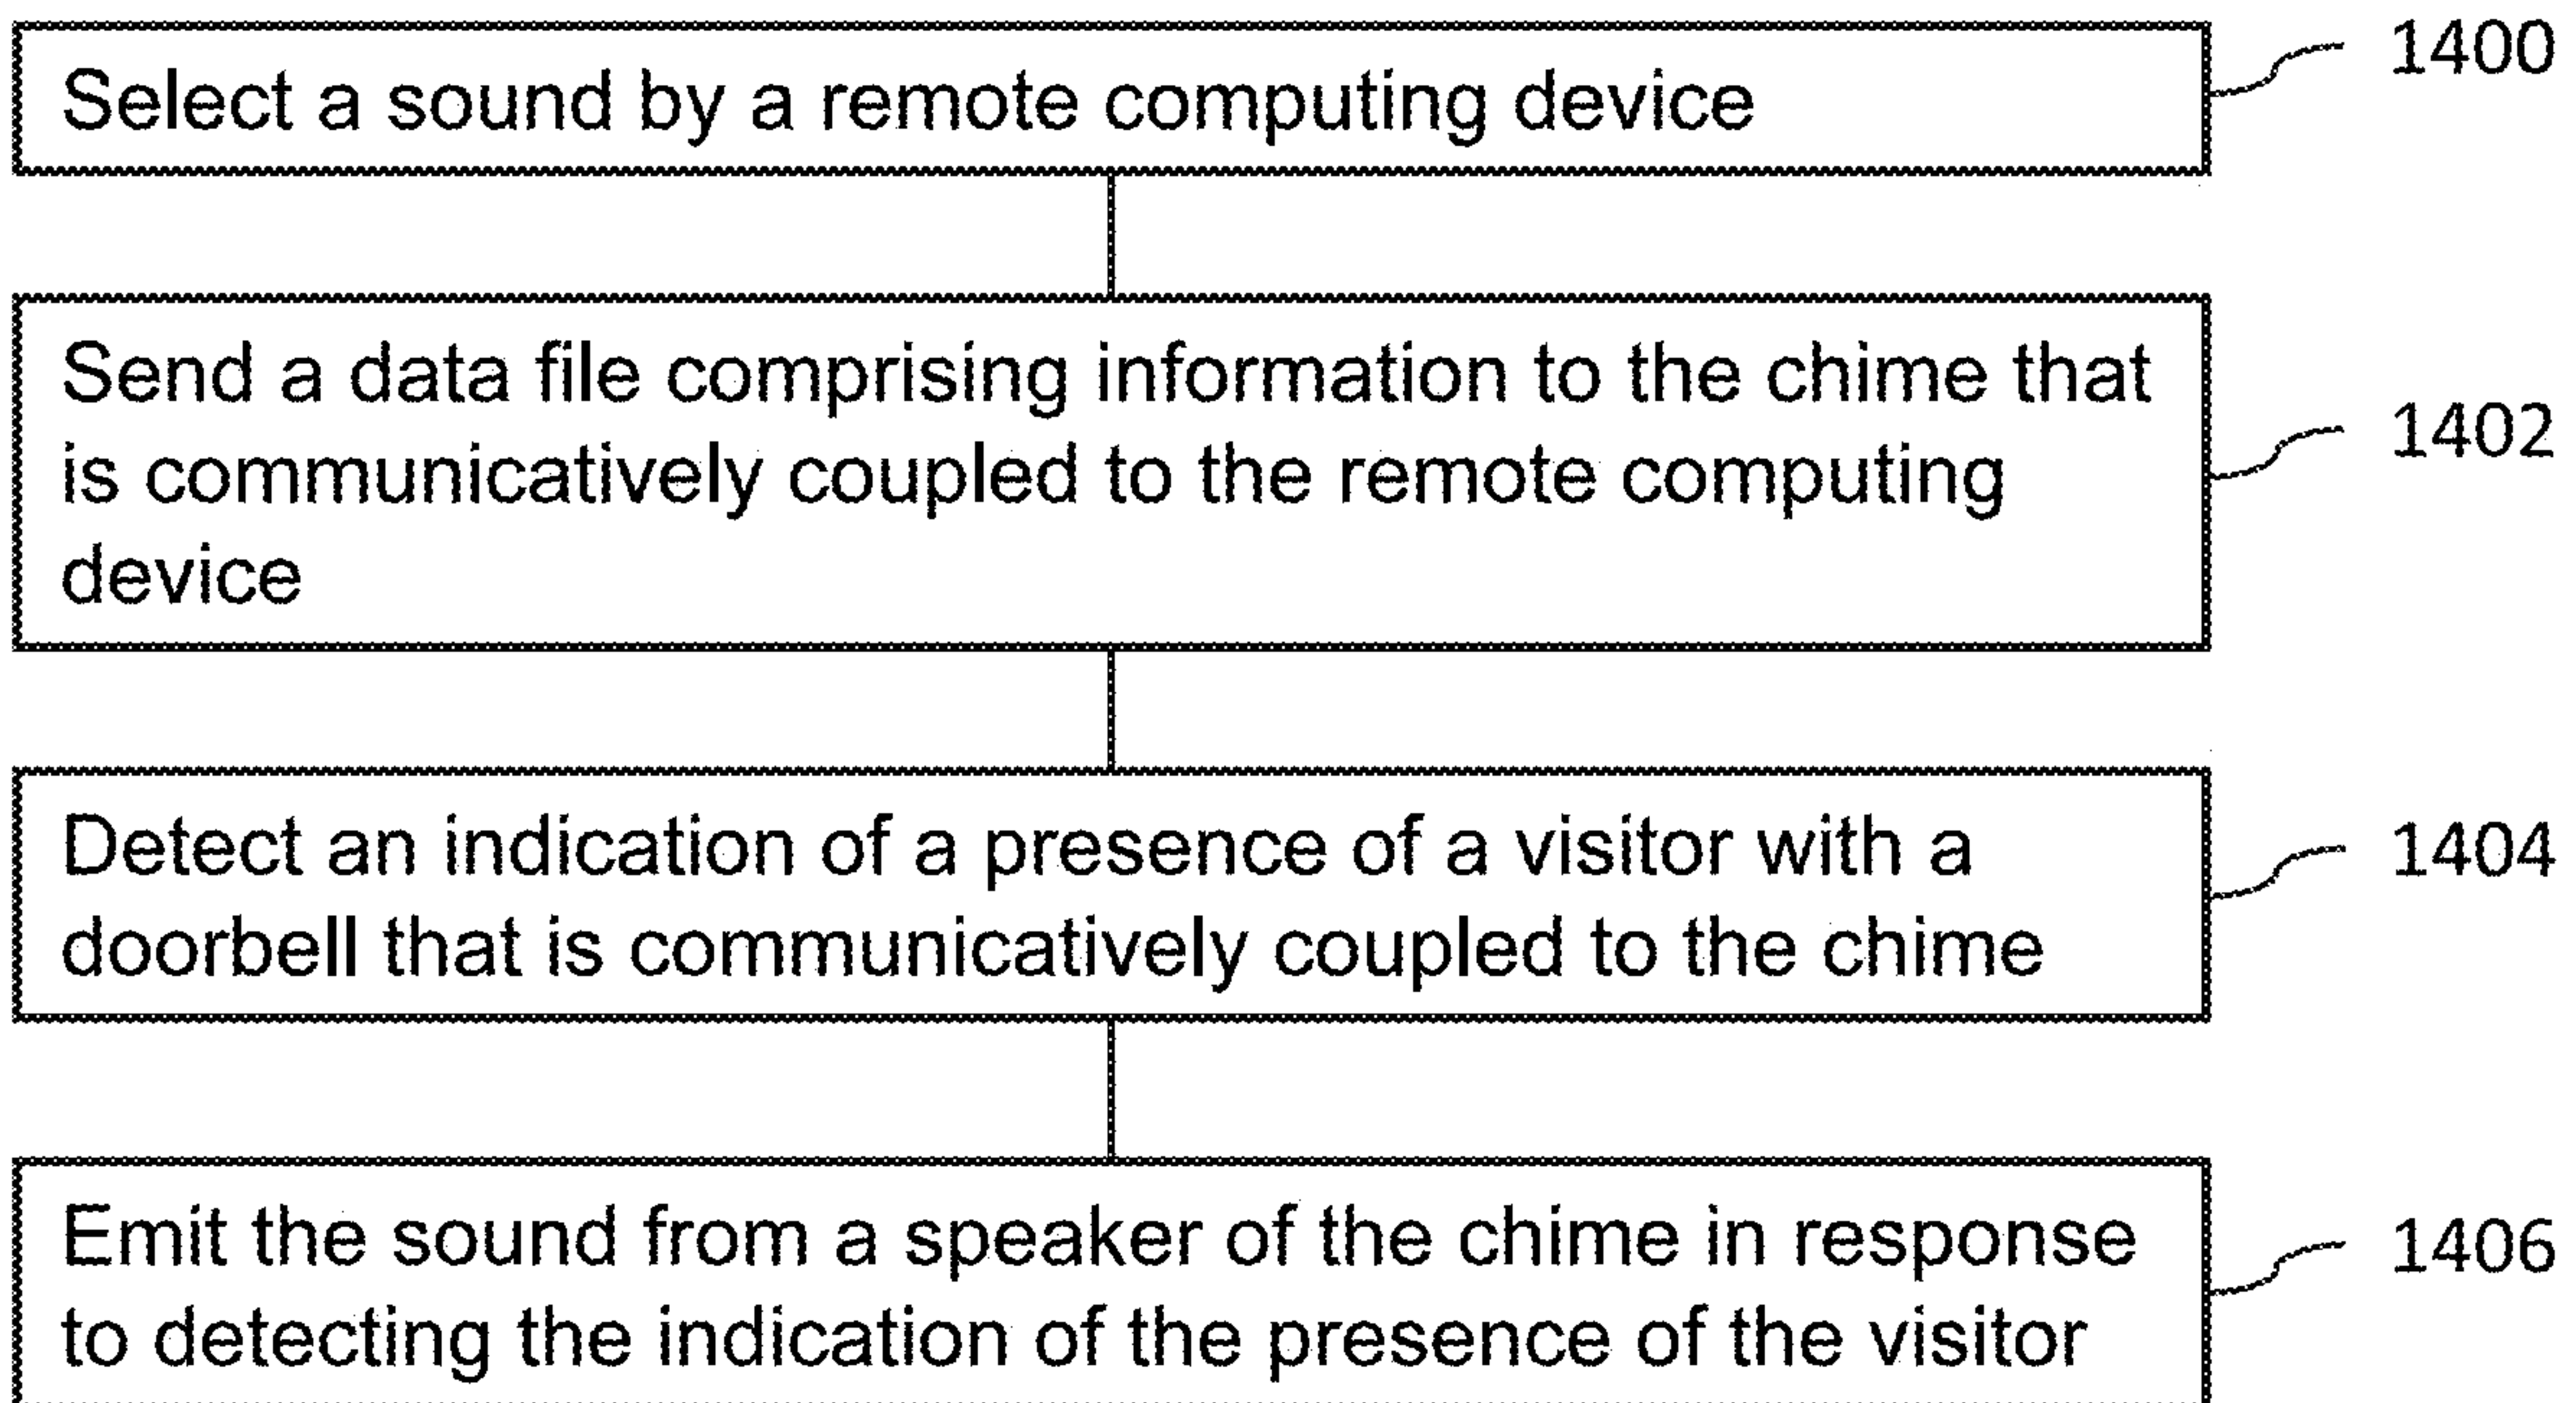 Select a sound by a remote computing device
1400
Send a data file comprising information to the chime that
is communicatively coupled to the remote computing
device
1402
Detect an indication of a presence of a visitor with a
doorbell that is communicatively coupled to the chime
1404
Emit the sound from a speaker of the chime in response
to detecting the indication of the presence of the visitor
1406